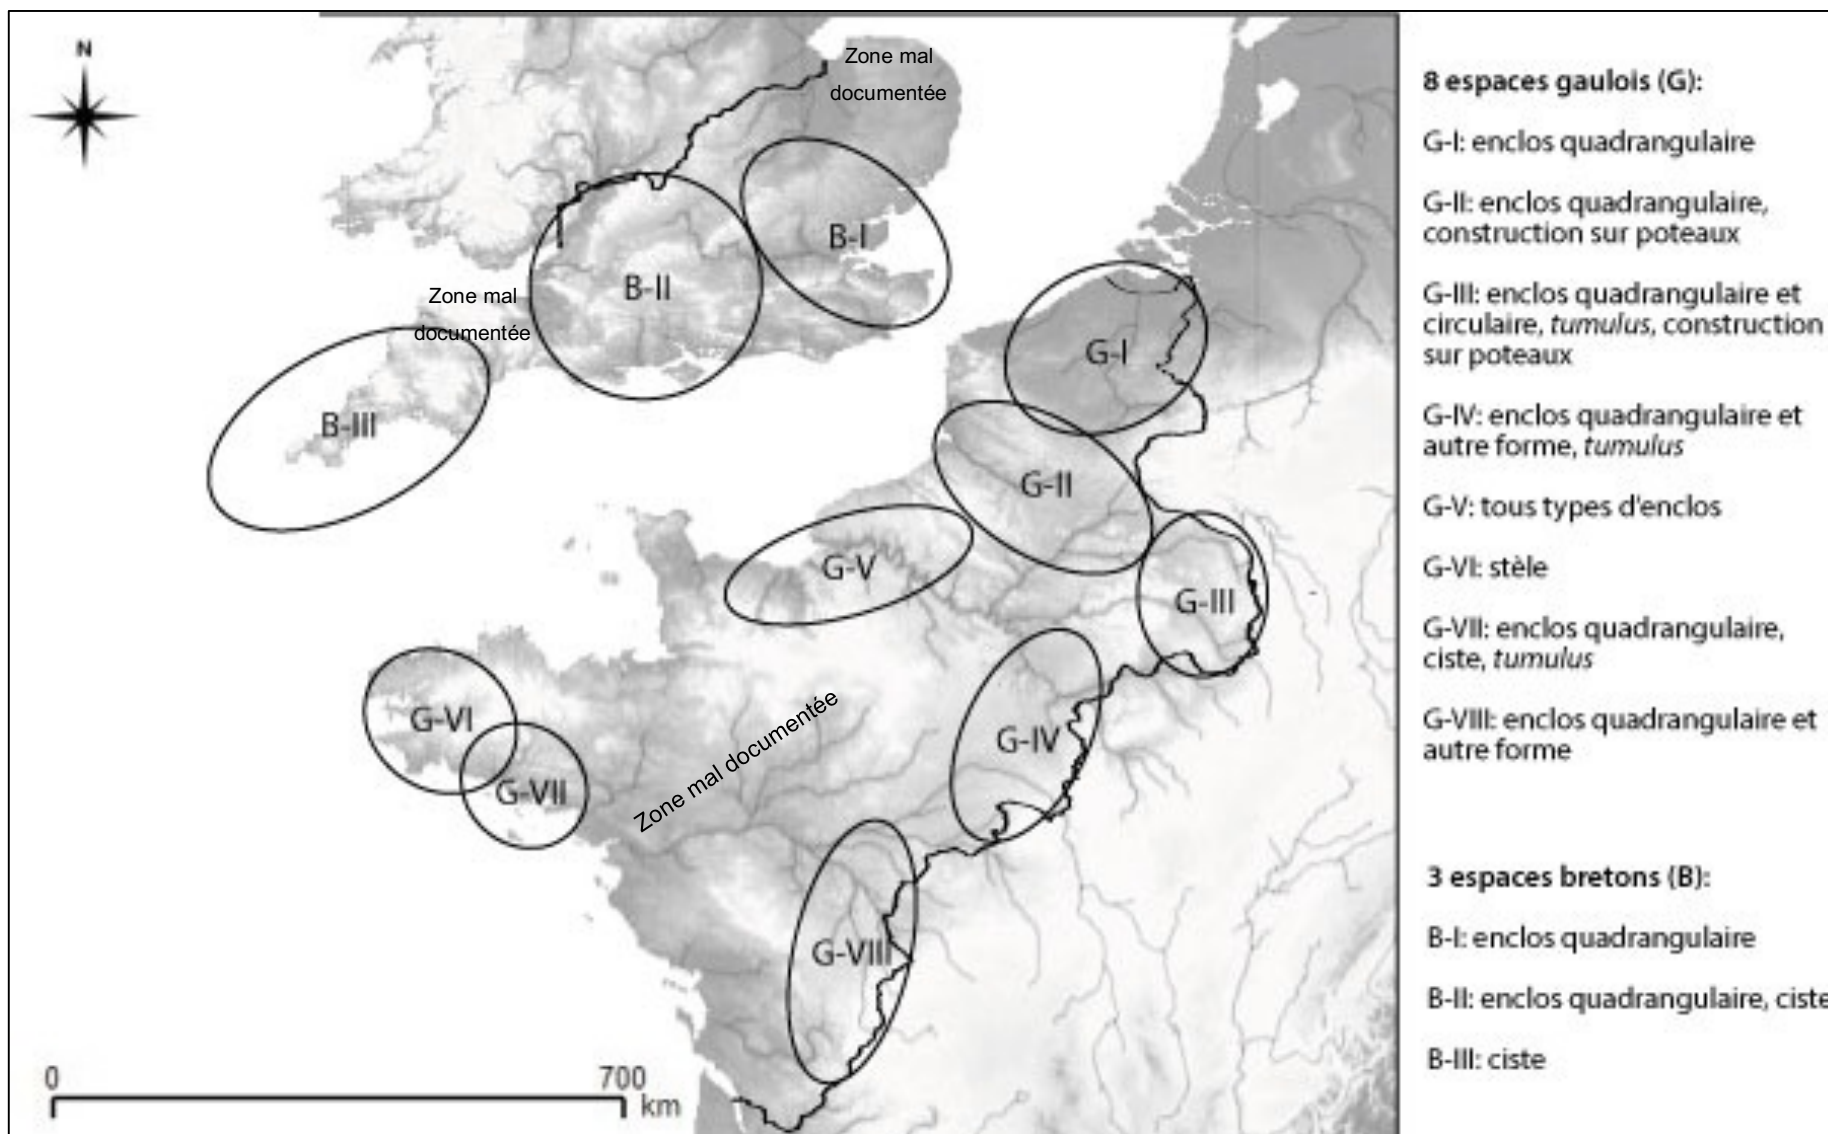 N
Zone mal
documentée
B-I
B-II
Zone mal
documentée
B-III
G-I
G-II
G-V
G-III
G-VI
G-IV
G-VII
Zone mal documentée
G-VIII
0
700
km
8 espaces gaulois (G):
G-I: enclos quadrangulaire
G-II: enclos quadrangulaire,
construction sur poteaux
G-III: enclos quadrangulaire et
circulaire, tumulus, construction
sur poteaux
G-IV: enclos quadrangulaire et
autre forme, tumulus
G-V: tous types d'enclos
G-VI: stèle
G-VII: enclos quadrangulaire,
ciste, tumulus
G-VIII: enclos quadrangulaire et
autre forme
3 espaces bretons (B):
B-I: enclos quadrangulaire
B-II: enclos quadrangulaire, ciste
B-III: ciste